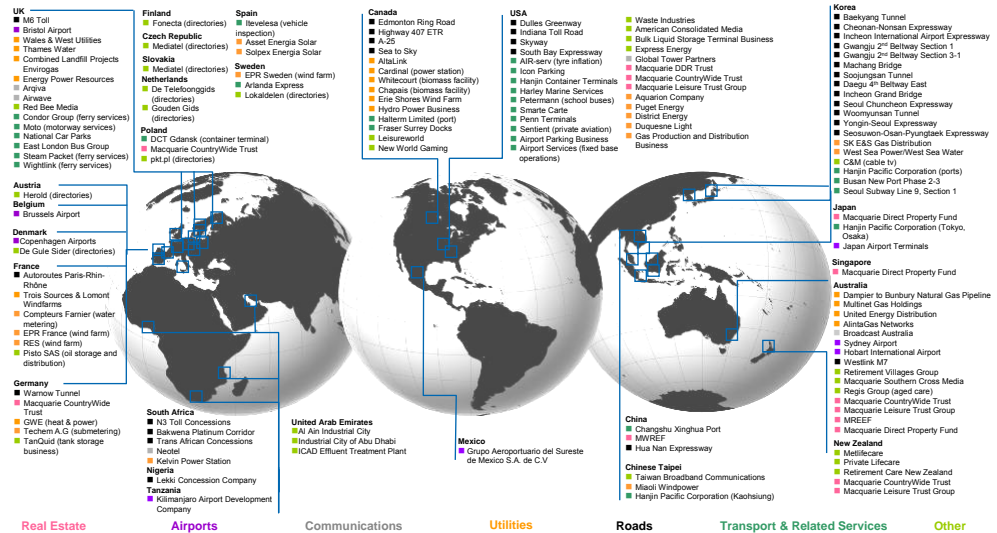 UK
M6 Toll
Bristol Airport
Wales & West Utilities
Thames Water
Combined Landfill Projects
Envirogas
Energy Power Resources
Arqiva
Airwave
Red Bee Media
Condor Group (ferry services)
Moto (motorway services)
National Car Parks
East London Bus Group
Steam Packet (ferry services)
Wightlink (ferry services)
Austria
Herold (directories)
Belgium
Brussels Airport
Denmark
Copenhagen Airports
De Gule Sider (directories)
France
Autoroutes Paris-Rhin-
Rhône
Trois Sources & Lomont
Windfarms
Compteurs Farnier (water
metering)
EPR France (wind farm)
RES (wind farm)
Pisto SAS (oil storage and
distribution)
Germany
Warnow Tunnel
Macquarie CountryWide
Trust
GWE (heat & power)
Techem A.G (submetering)
TanQuid (tank storage
business)
Finland
Fonecta (directories)
Czech Republic
Mediatel (directories)
Slovakia
Mediatel (directories)
Netherlands
De Telefoonggids
(directories)
Gouden Gids
(directories)
Poland
DCT Gdansk (container terminal)
Macquarie CountryWide Trust
pkt.pl (directories)
Spain
Itevelesa (vehicle
inspection)
Asset Energia Solar
Solpex Energia Solar
Sweden
EPR Sweden (wind farm)
Arlanda Express
Lokaldelen (directories)
Canada
Edmonton Ring Road
Highway 407 ETR
A-25
Sea to Sky
AltaLink
Cardinal (power station)
Whitecourt (biomass facility)
Chapais (biomass facility)
Erie Shores Wind Farm
Hydro Power Business
Halterm Limited (port)
Fraser Surrey Docks
Leisureworld
New World Gaming
USA
Dulles Greenway
Indiana Toll Road
Skyway
South Bay Expressway
AIR-serv (tyre inflation)
Icon Parking
Hanjin Container Terminals
Harley Marine Services
Petermann (school buses)
Smarte Carte
Penn Terminals
Sentient (private aviation)
Airport Parking Business
Airport Services (fixed base
operations)
Waste Industries
American Consolidated Media
Bulk Liquid Storage Terminal Business
Express Energy
Global Tower Partners
Macquarie DDR Trust
Macquarie CountryWide Trust
Macquarie Leisure Trust Group
Aquarion Company
Puget Energy
District Energy
Duquesne Light
Gas Production and Distribution
Business
Korea
Baekyang Tunnel
Cheonan-Nonsan Expressway
Incheon International Airport Expressway
Gwangju 2nd Beltway Section 1
Gwangju 2nd Beltway Section 3-1
Machang Bridge
Soojungsan Tunnel
Daegu 4th Beltway East
Incheon Grand Bridge
Seoul Chuncheon Expressway
Woomyunsan Tunnel
Yongin-Seoul Expressway
Seosuwon-Osan-Pyungtaek Expressway
SK E&S Gas Distribution
West Sea Power/West Sea Water
C&M (cable tv)
Hanjin Pacific Corporation (ports)
Busan New Port Phase 2-3
Seoul Subway Line 9, Section 1
Japan
Macquarie Direct Property Fund
Hanjin Pacific Corporation (Tokyo,
Osaka)
Japan Airport Terminals
Singapore
Macquarie Direct Property Fund
Australia
Dampier to Bunbury Natural Gas Pipeline
Multinet Gas Holdings
United Energy Distribution
AlintaGas Networks
Broadcast Australia
Sydney Airport
Hobart International Airport
Westlink M7
Retirement Villages Group
Macquarie Southern Cross Media
Regis Group (aged care)
Macquarie CountryWide Trust
Macquarie Leisure Trust Group
MREEF
Macquarie Direct Property Fund
New Zealand
Metlifecare
Private Lifecare
Retirement Care New Zealand
Macquarie CountryWide Trust
Macquarie Leisure Trust Group
South Africa
N3 Toll Concessions
Bakwena Platinum Corridor
Trans African Concessions
Neotel
Kelvin Power Station
Nigeria
Lekki Concession Company
Tanzania
Kilimanjaro Airport Development
Company
United Arab Emirates
Al Ain Industrial City
Industrial City of Abu Dhabi
ICAD Effluent Treatment Plant
Mexico
Grupo Aeroportuario del Sureste
de Mexico S.A. de C.V
China
Changshu Xinghua Port
MWREF
Hua Nan Expressway
Chinese Taipei
Taiwan Broadband Communications
Miaoli Windpower
Hanjin Pacific Corporation (Kaohsiung)
Real Estate
Airports
Communications
Utilities
Roads
Transport & Related Services
Other